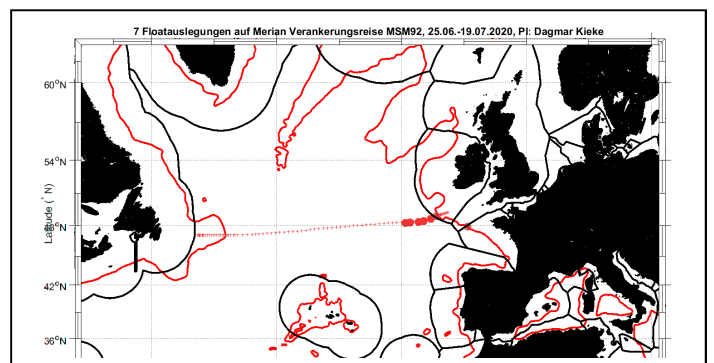 7 Floatauslegungen auf Merian Verankerungsreise MSM92, 25.06.-19.07.2020, PI: Dagmar Kieke
60°N
54°N
48°N
42°N
36°N
Latitude (° N)